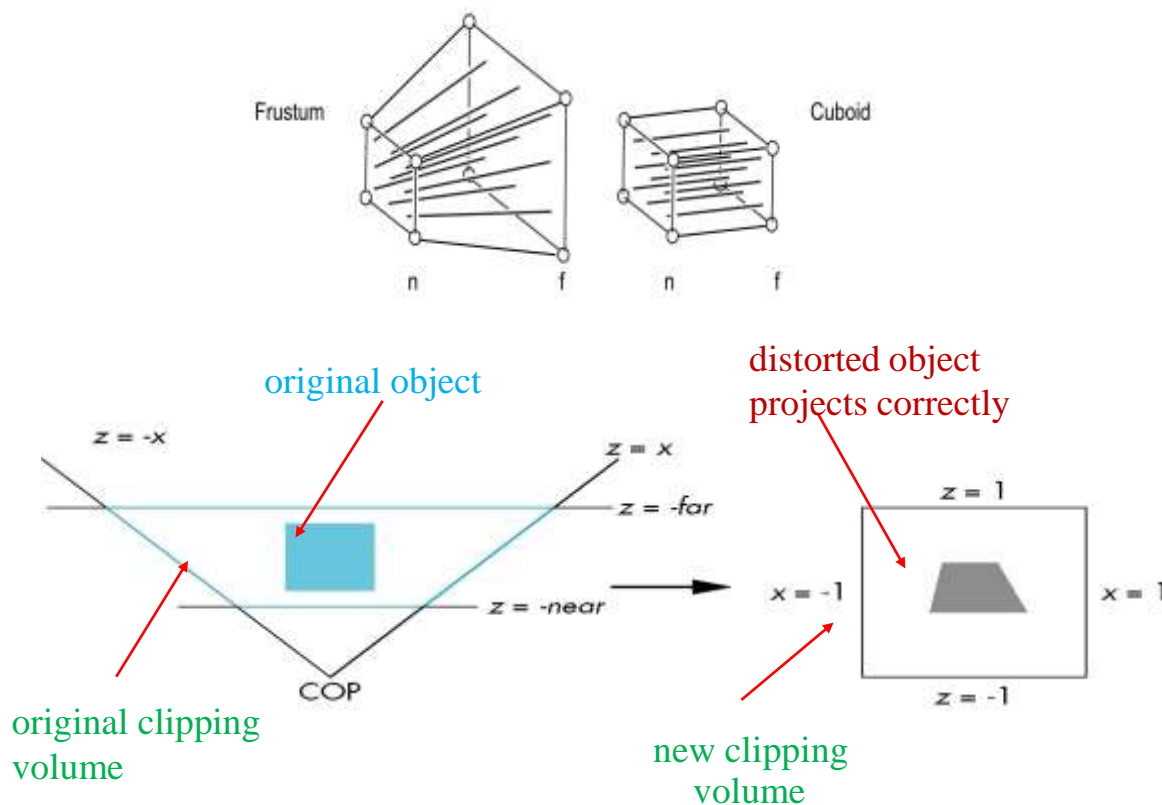 Frustum
Cuboid
n
f
n
f
original object
distorted object
projects correctly
z = -x
z = x
z = 1
z = -far
x = -1
x = 1
z = -near
COP
z = -1
original clipping
volume
new clipping
volume